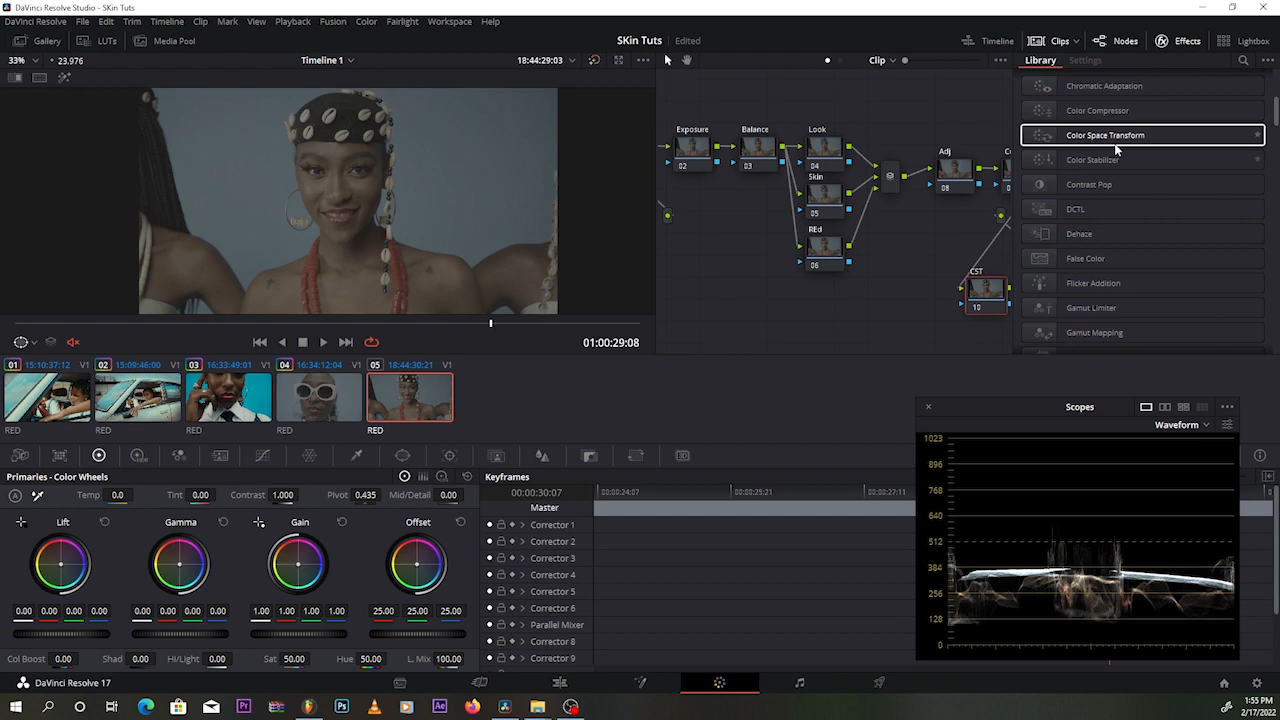 DaVinci Resolve Studio - SKin Tuts
DaVinci Resolve File Edit Trim Timeline Clip Mark View Playback Fusion Color Fairlight Workspace Help
Gallery LUTs Media Pool SKin Tuts Edited Timeline Clips Nodes Effects Lightbox
33% 23.976 Timeline 1 18:44:29:03 Clip Library Settings
Chromatic Adaptation
Color Compressor
Color Space Transform
Color Stabilizer
Contrast Pop
DCTL
Dehaze
False Color
Flicker Addition
Gamut Limiter
Gamut Mapping
Exposure
02
Balance
03
Look
04
Skin
05
REd
06
Adj
08
CST
10
01:00:29:08
01 15:10:37:12 V1 02 15:09:46:00 V1 03 16:33:49:01 V1 04 16:34:12:04 V1 05 18:44:30:21 V1
RED RED RED RED RED
Primaries - Color Wheels
Temp 0.0 Tint 0.00 Contrast 1.000 Pivot 0.435 Mid/Detail 0.00
Lift Gamma Gain Offset
0.00 0.00 0.00 0.00 0.00 0.00 0.00 0.00 1.00 1.00 1.00 1.00 25.00 25.00 25.00
Col Boost 0.00 Shad 0.00 Hi/Light 0.00 Sat 50.00 Hue 50.00 L. Mix 100.00
Keyframes
00:00:30:07 00:00:24:07 00:00:25:21 00:00:27:11
Master
Corrector 1
Corrector 2
Corrector 3
Corrector 4
Corrector 5
Corrector 6
Parallel Mixer
Corrector 8
Corrector 9
Scopes
Waveform
1023
896
768
640
512
384
256
128
0
DaVinci Resolve 17
1:55 PM
2/17/2022